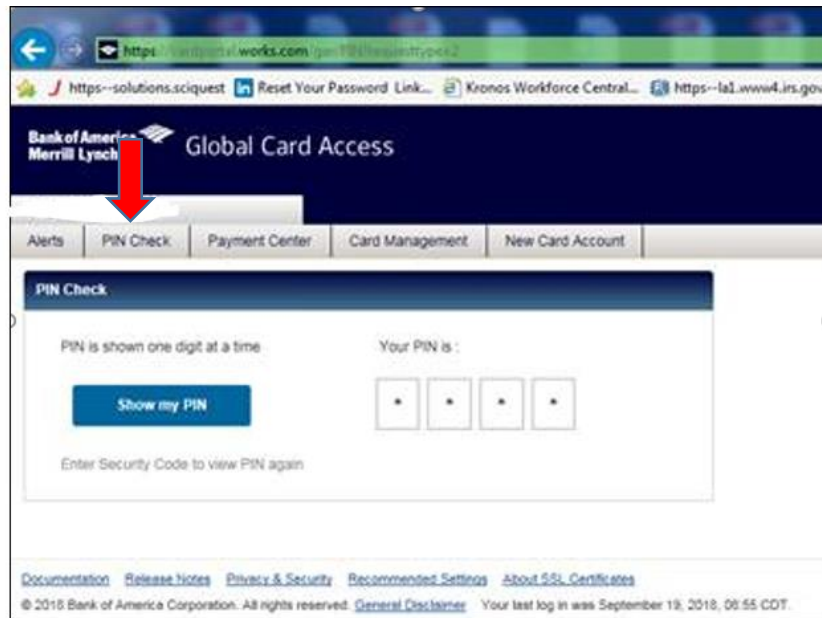 https works.com
https--solutions.sciquest Reset Your Password Link... Kronos Workforce Central... https--la1.www4.irs.gov
Bank of America
Merrill Lynch
Global Card Access
Alerts PIN Check Payment Center Card Management New Card Account
PIN Check
PIN is shown one digit at a time Your PIN is :
Show my PIN * * * *
Enter Security Code to view PIN again
Documentation Release Notes Privacy & Security Recommended Settings About SSL Certificates
© 2018 Bank of America Corporation. All rights reserved. General Disclaimer Your last log in was September 19, 2018, 06:55 CDT.